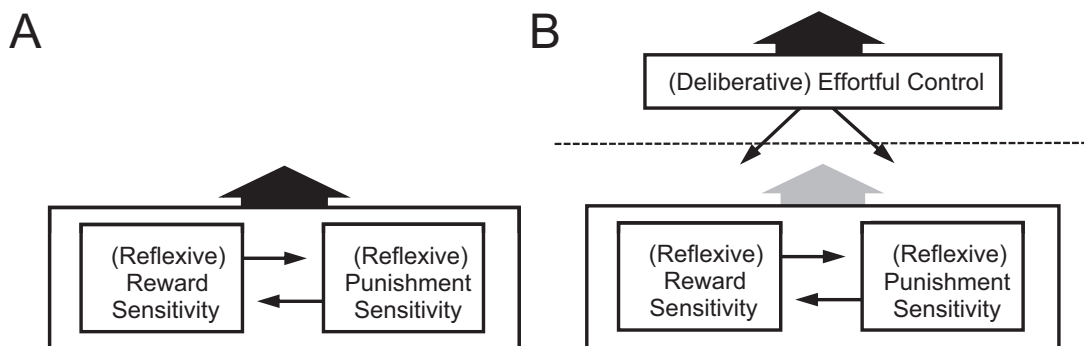 A
(Reflexive)
Reward
Sensitivity
(Reflexive)
Punishment
Sensitivity
B
(Deliberative) Effortful Control
(Reflexive)
Reward
Sensitivity
(Reflexive)
Punishment
Sensitivity